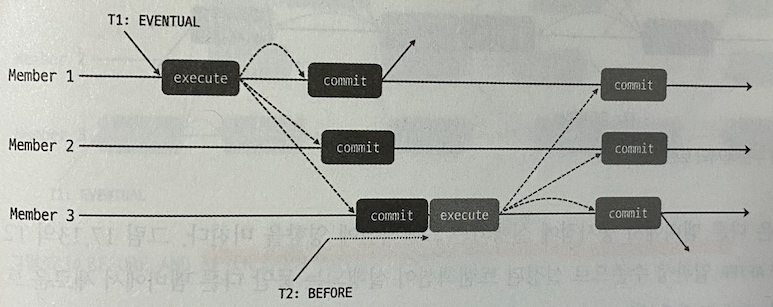 T1: EVENTUAL
Member 1 execute commit commit
Member 2 commit commit
Member 3 commit execute commit
T2: BEFORE